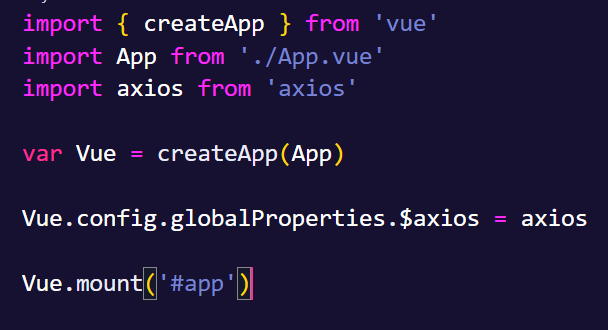 import { createApp } from 'vue'
import App from './App.vue'
import axios from 'axios'
var Vue = createApp(App)
Vue.config.globalProperties.$axios = axios
Vue.mount('#app')